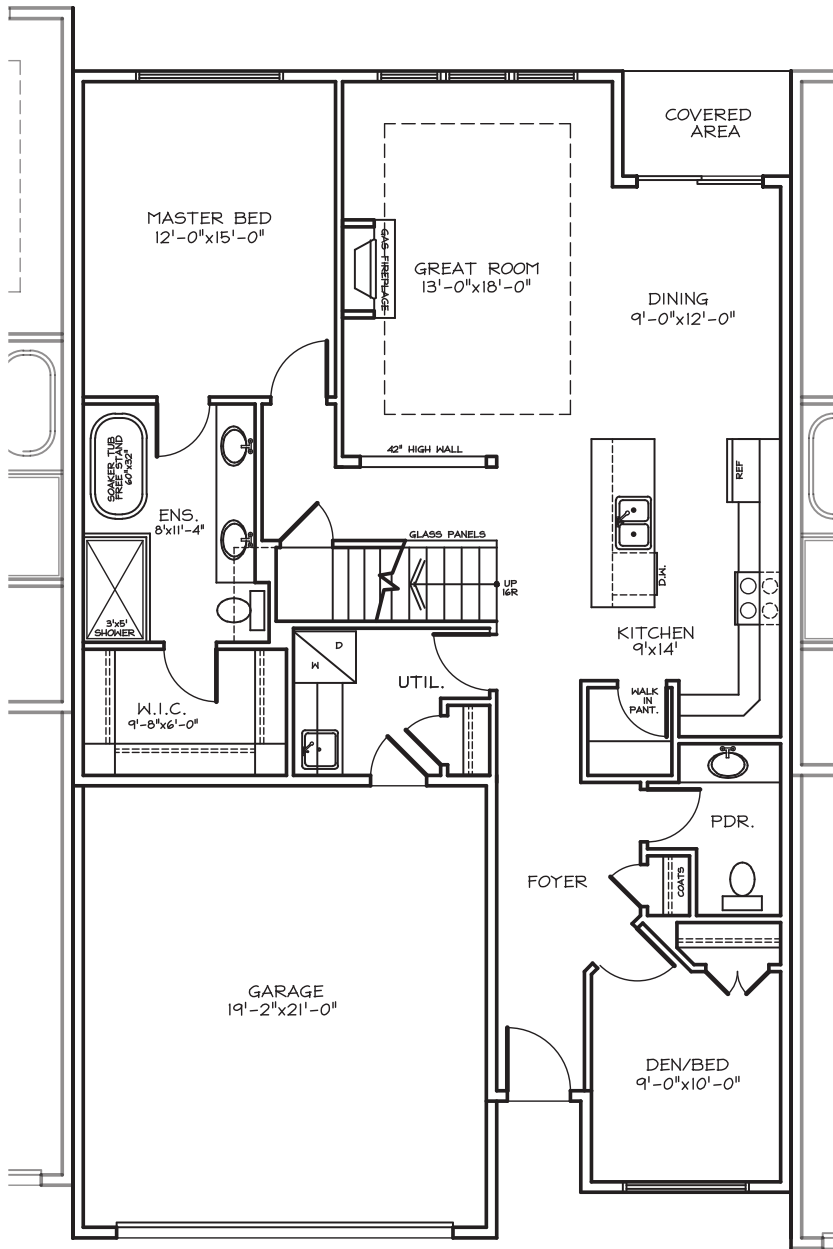 COVERED
AREA
MASTER BED
12'-0"x15'-0"
GAS FIREPLACE
GREAT ROOM
13'-0"x18'-0"
DINING
9'-0"x12'-0"
42" HIGH WALL
SOAKER TUB
FREE STAND
60"x32"
REF
ENS.
8'x11'-4"
GLASS PANELS
UP
16R
D.W.
3'x5'
SHOWER
KITCHEN
9'x14'
D
W
UTIL.
WALK
IN
PANT.
W.I.C.
9'-8"x6'-0"
PDR.
FOYER
COATS
GARAGE
19'-2"x21'-0"
DEN/BED
9'-0"x10'-0"